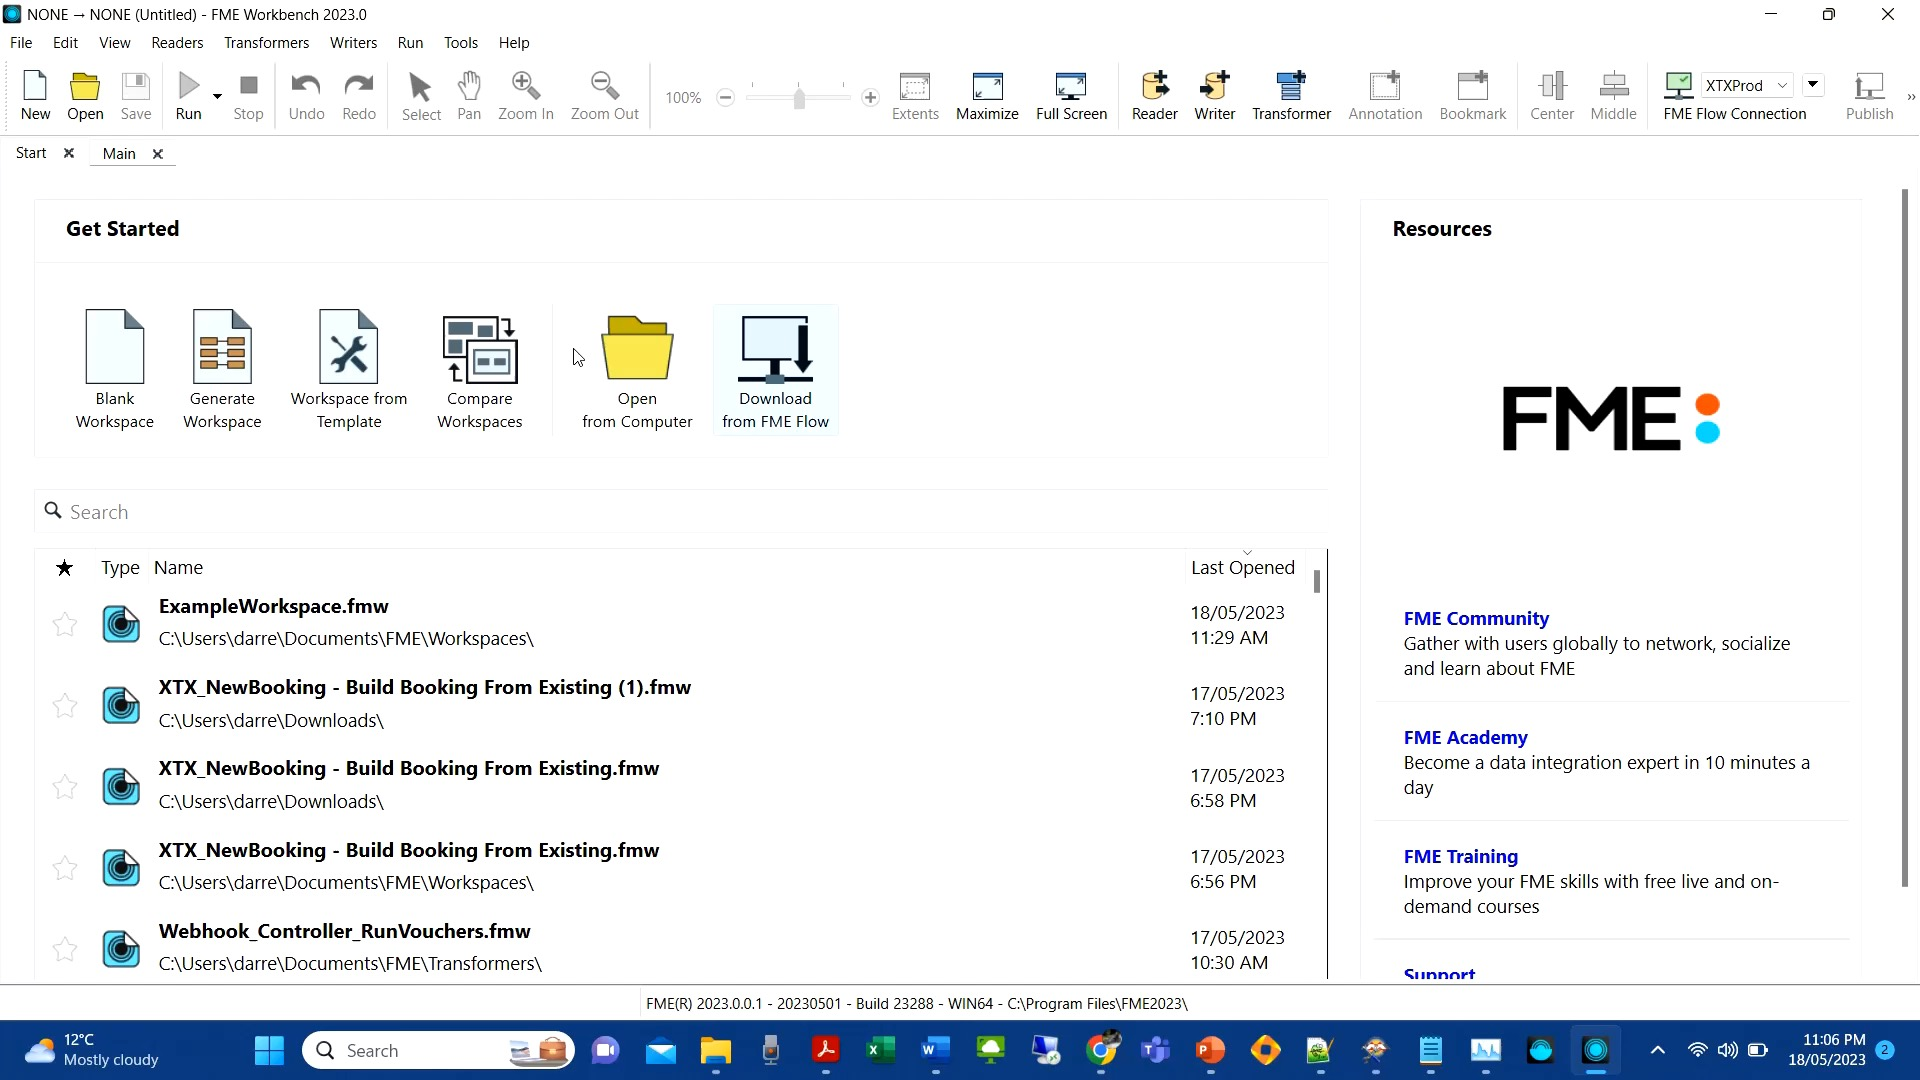 NONE → NONE (Untitled) - FME Workbench 2023.0
File Edit View Readers Transformers Writers Run Tools Help
New Open Save Run Stop Undo Redo Select Pan Zoom In Zoom Out 100% Extents Maximize Full Screen Reader Writer Transformer Annotation Bookmark Center Middle XTXProd FME Flow Connection Publish »
Start Main
Get Started
Blank Workspace
Generate Workspace
Workspace from Template
Compare Workspaces
Open from Computer
Download from FME Flow
Search
★ Type Name Last Opened
ExampleWorkspace.fmw
C:\Users\darre\Documents\FME\Workspaces\
18/05/2023
11:29 AM
XTX_NewBooking - Build Booking From Existing (1).fmw
C:\Users\darre\Downloads\
17/05/2023
7:10 PM
XTX_NewBooking - Build Booking From Existing.fmw
C:\Users\darre\Downloads\
17/05/2023
6:58 PM
XTX_NewBooking - Build Booking From Existing.fmw
C:\Users\darre\Documents\FME\Workspaces\
17/05/2023
6:56 PM
Webhook_Controller_RunVouchers.fmw
C:\Users\darre\Documents\FME\Transformers\
17/05/2023
10:30 AM
Resources
FME
FME Community
Gather with users globally to network, socialize
and learn about FME
FME Academy
Become a data integration expert in 10 minutes a
day
FME Training
Improve your FME skills with free live and on-
demand courses
Support
FME(R) 2023.0.0.1 - 20230501 - Build 23288 - WIN64 - C:\Program Files\FME2023\
12°C
Mostly cloudy
Search
11:06 PM
18/05/2023
2